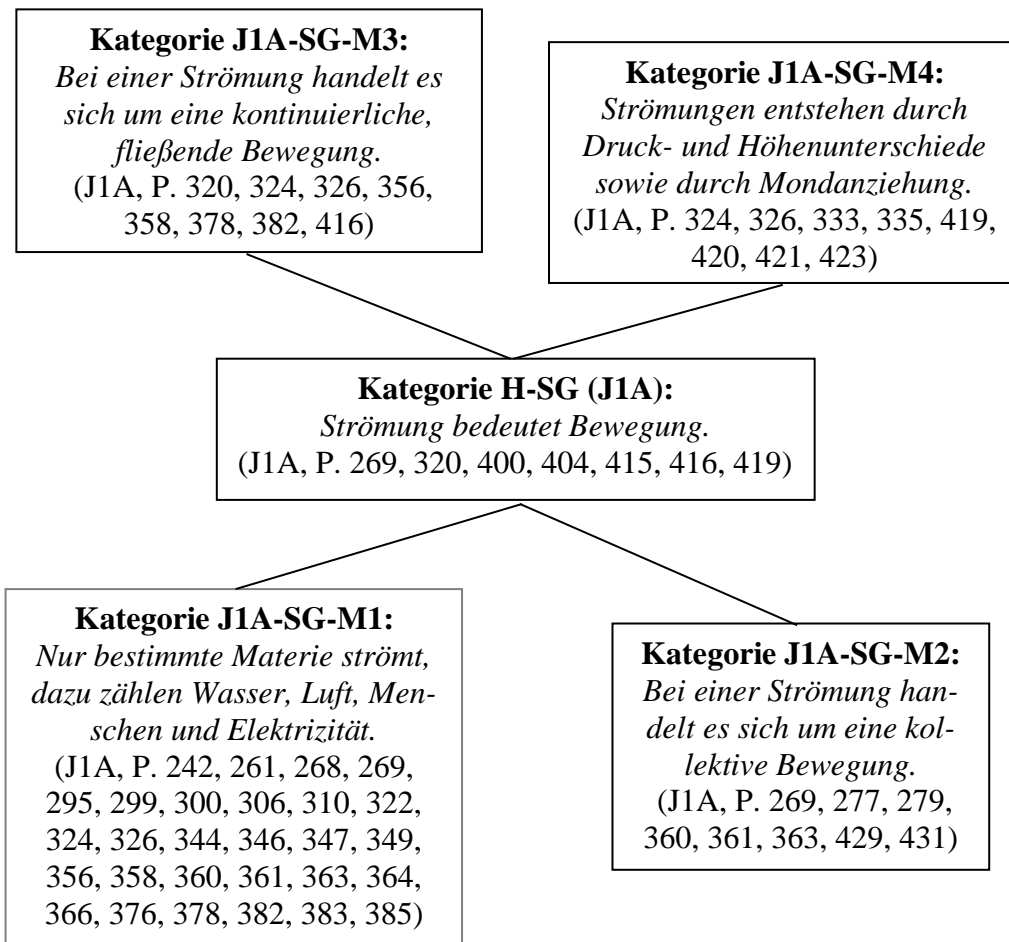 Kategorie J1A-SG-M3:
Bei einer Strömung handelt es
sich um eine kontinuierliche,
fließende Bewegung.
(J1A, P. 320, 324, 326, 356,
358, 378, 382, 416)
Kategorie J1A-SG-M4:
Strömungen entstehen durch
Druck- und Höhenunterschiede
sowie durch Mondanziehung.
(J1A, P. 324, 326, 333, 335, 419,
420, 421, 423)
Kategorie H-SG (J1A):
Strömung bedeutet Bewegung.
(J1A, P. 269, 320, 400, 404, 415, 416, 419)
Kategorie J1A-SG-M1:
Nur bestimmte Materie strömt,
dazu zählen Wasser, Luft, Men-
schen und Elektrizität.
(J1A, P. 242, 261, 268, 269,
295, 299, 300, 306, 310, 322,
324, 326, 344, 346, 347, 349,
356, 358, 360, 361, 363, 364,
366, 376, 378, 382, 383, 385)
Kategorie J1A-SG-M2:
Bei einer Strömung han-
delt es sich um eine kol-
lektive Bewegung.
(J1A, P. 269, 277, 279,
360, 361, 363, 429, 431)